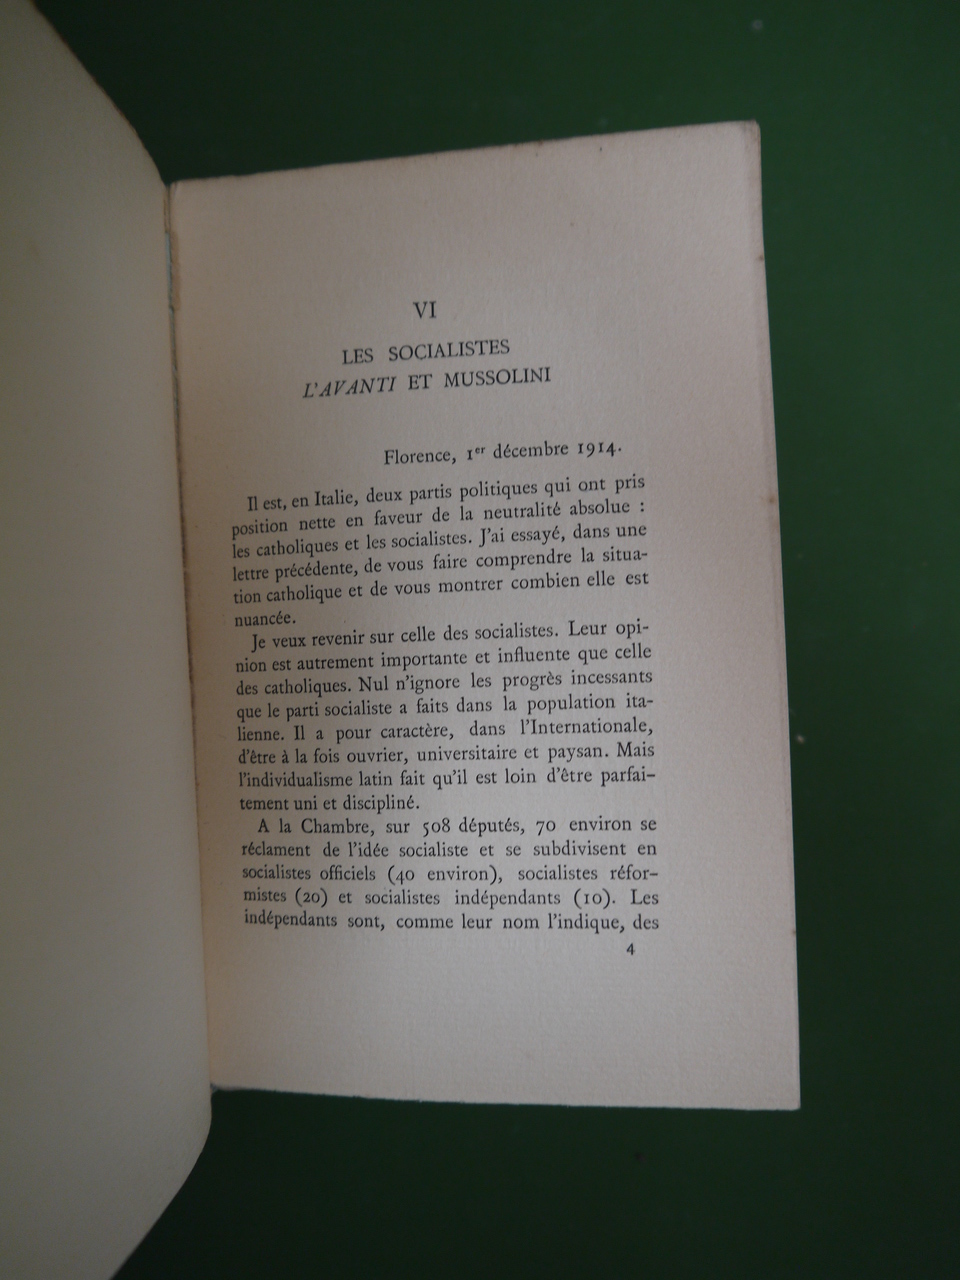 VI
LES SOCIALISTES
L'AVANTI ET MUSSOLINI
Florence, 1er décembre 1914.
Il est, en Italie, deux partis politiques qui ont pris
position nette en faveur de la neutralité absolue :
les catholiques et les socialistes. J'ai essayé, dans une
lettre précédente, de vous faire comprendre la situa-
tion catholique et de vous montrer combien elle est
nuancée.
Je veux revenir sur celle des socialistes. Leur opi-
nion est autrement importante et influente que celle
des catholiques. Nul n'ignore les progrès incessants
que le parti socialiste a faits dans la population ita-
lienne. Il a pour caractère, dans l'Internationale,
d'être à la fois ouvrier, universitaire et paysan. Mais
l'individualisme latin fait qu'il est loin d'être parfai-
tement uni et discipliné.
A la Chambre, sur 508 députés, 70 environ se
réclament de l'idée socialiste et se subdivisent en
socialistes officiels (40 environ), socialistes réfor-
mistes (20) et socialistes indépendants (10). Les
indépendants sont, comme leur nom l'indique, des
4